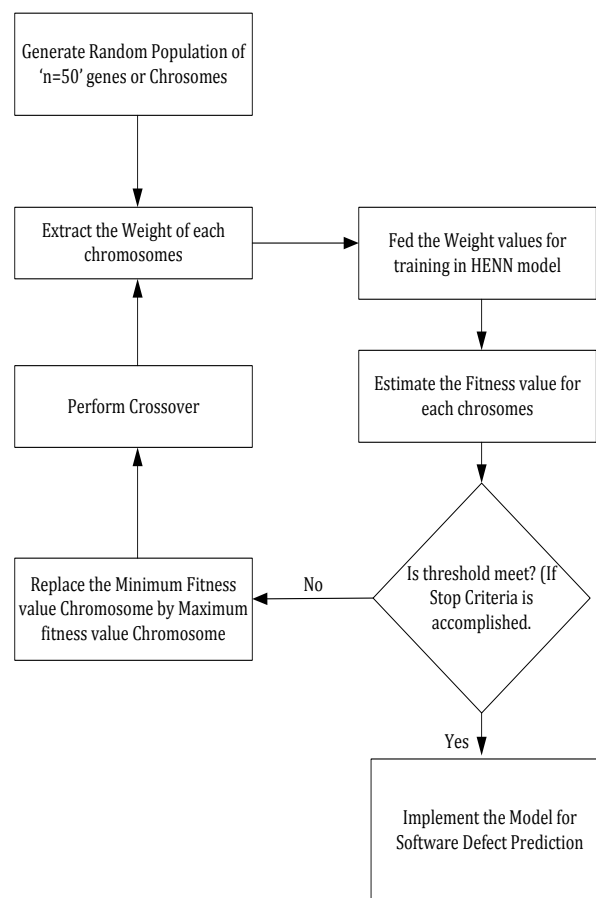 Generate Random Population of
‘n=50’ genes or Chrosomes
Extract the Weight of each
chromosomes
Fed the Weight values for
training in HENN model
Perform Crossover
Estimate the Fitness value for
each chrosomes
Replace the Minimum Fitness
value Chromosome by Maximum
fitness value Chromosome
No
Is threshold meet? (If
Stop Criteria is
accomplished.
Yes
Implement the Model for
Software Defect Prediction